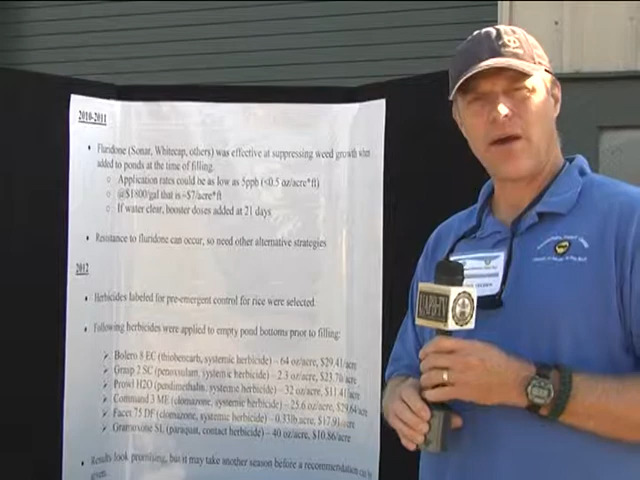 2010-2011
• Fluridone (Sonar, Whitecap, others) was effective at suppressing weed growth when
added to ponds at the time of filling.
○ Application rates could be as low as 5ppb (<0.5 oz/acre*ft)
○ @$1800/gal that is ~$7/acre*ft
○ If water clear, booster doses added at 21 days
• Resistance to fluridone can occur, so need other alternative strategies
2012
• Herbicides labeled for pre-emergent control for rice were selected.
• Following herbicides were applied to empty pond bottoms prior to filling:
➢ Bolero 8 EC (thiobencarb, systemic herbicide) – 64 oz/acre, $29.41/acre
➢ Grasp 2 SC (penoxsulam, systemic herbicide) – 2.3 oz/acre, $23.76/acre
➢ Prowl H20 (pendimethalin, systemic herbicide) – 32 oz/acre, $11.41/acre
➢ Command 3 ME (clomazone, systemic herbicide) – 25.6 oz/acre, $29.64/acre
➢ Facet 75 DF (clomazone, systemic herbicide) – 0.33lb/acre, $17.91/acre
➢ Gramoxone SL (paraquat, contact herbicide) – 40 oz/acre, $10.86/acre
• Results look promising, but it may take another season before a recommendation can be
given.
UAPB-TV